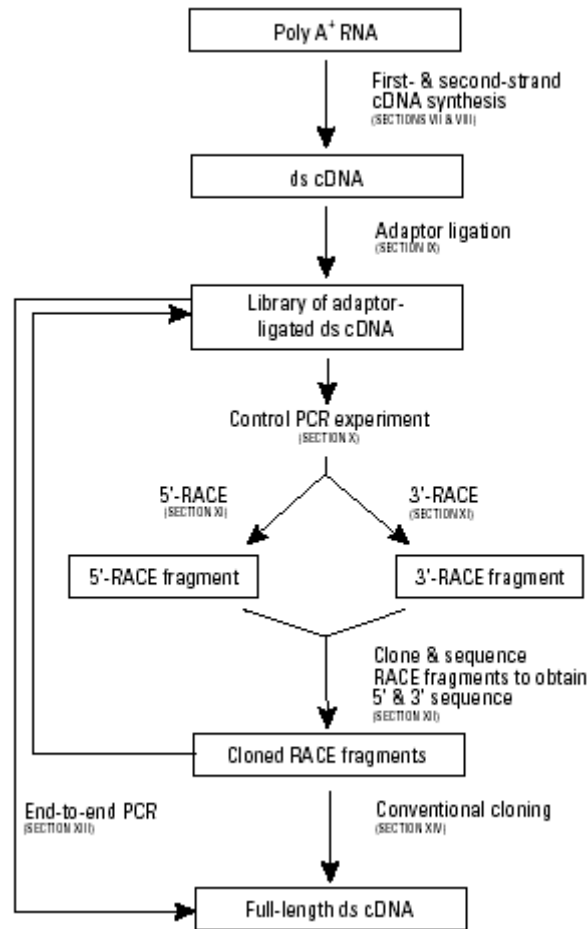 Poly A+ RNA
First- & second-strand
cDNA synthesis
(SECTIONS VII & VIII)
ds cDNA
Adaptor ligation
(SECTION IX)
Library of adaptor-
ligated ds cDNA
Control PCR experiment
(SECTION X)
5'-RACE
(SECTION XI)
3'-RACE
(SECTION XI)
5'-RACE fragment
3'-RACE fragment
Clone & sequence
RACE fragments to obtain
5' & 3' sequence
(SECTION XII)
Cloned RACE fragments
End-to-end PCR
(SECTION XIII)
Conventional cloning
(SECTION XIV)
Full-length ds cDNA